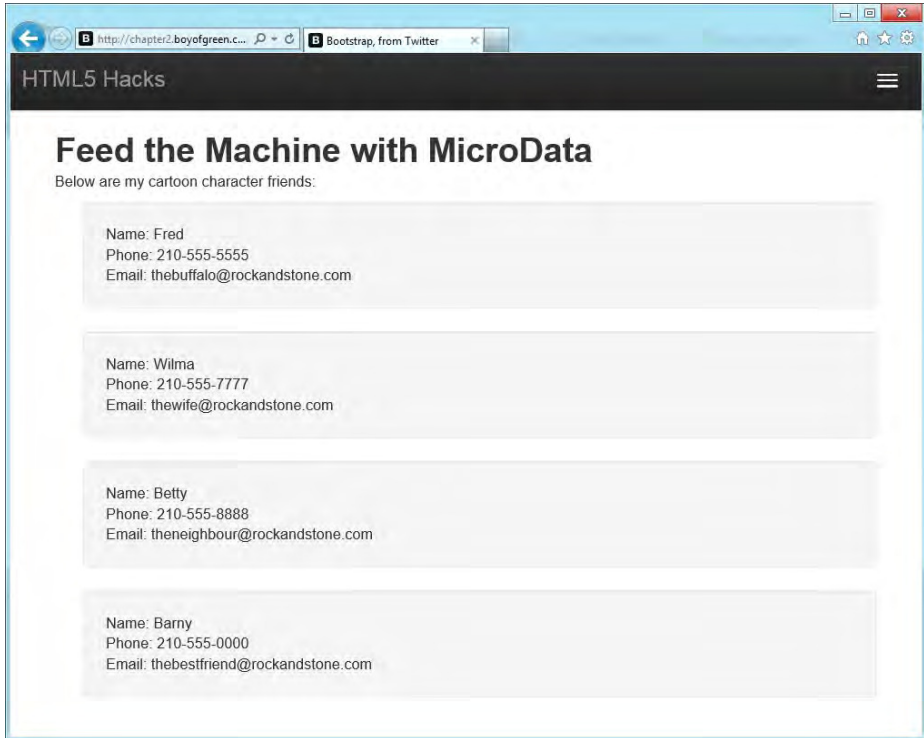 http://chapter2.boyofgreen.c...
Bootstrap, from Twitter
HTML5 Hacks
Feed the Machine with MicroData
Below are my cartoon character friends:
Name: Fred
Phone: 210-555-5555
Email: thebuffalo@rockandstone.com
Name: Wilma
Phone: 210-555-7777
Email: thewife@rockandstone.com
Name: Betty
Phone: 210-555-8888
Email: theneighbour@rockandstone.com
Name: Barny
Phone: 210-555-0000
Email: thebestfriend@rockandstone.com